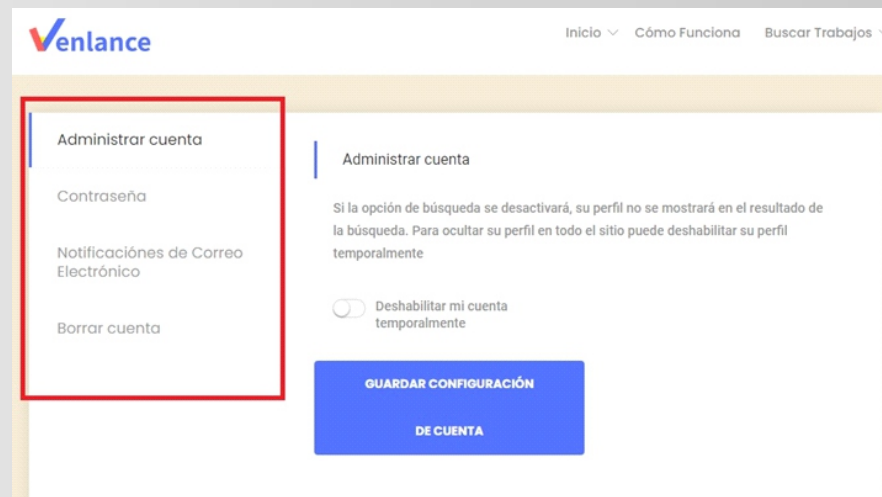 Venlance
Inicio
Cómo Funciona
Buscar Trabajos
Administrar cuenta
Contraseña
Notificaciónes de Correo
Electrónico
Borrar cuenta
Administrar cuenta
Si la opción de búsqueda se desactivará, su perfil no se mostrará en el resultado de
la búsqueda. Para ocultar su perfil en todo el sitio puede deshabilitar su perfil
temporalmente
Deshabilitar mi cuenta
temporalmente
GUARDAR CONFIGURACIÓN
DE CUENTA